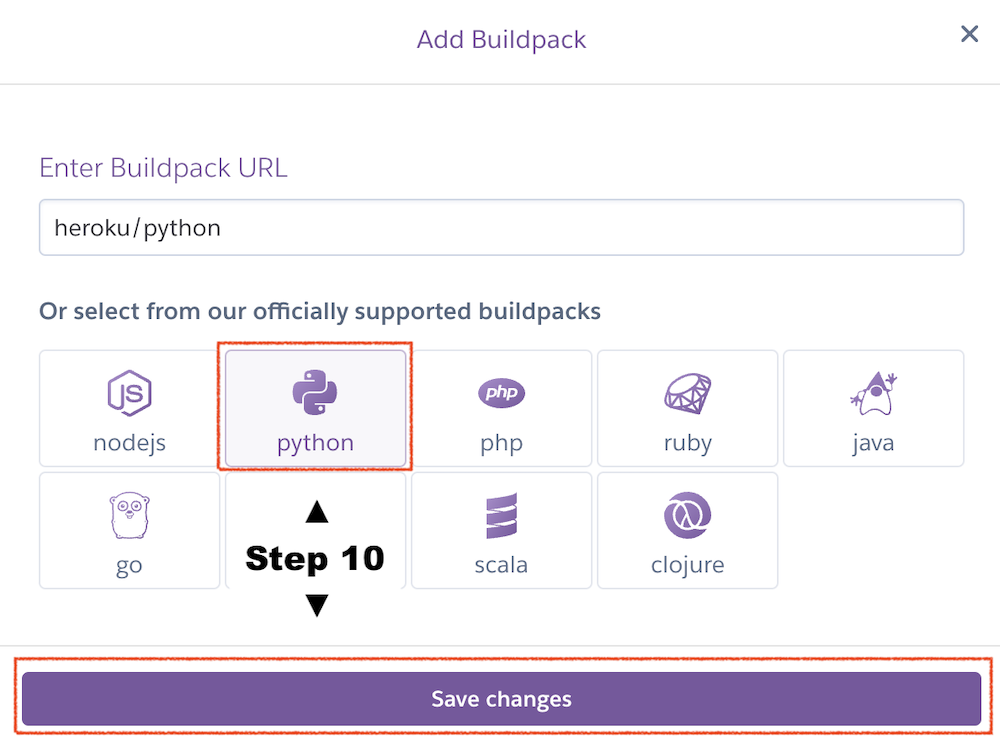 Add Buildpack
Enter Buildpack URL
heroku/python
Or select from our officially supported buildpacks
JS
php
nodejs
python
php
ruby
java
Step 10
go
scala
clojure
Save changes